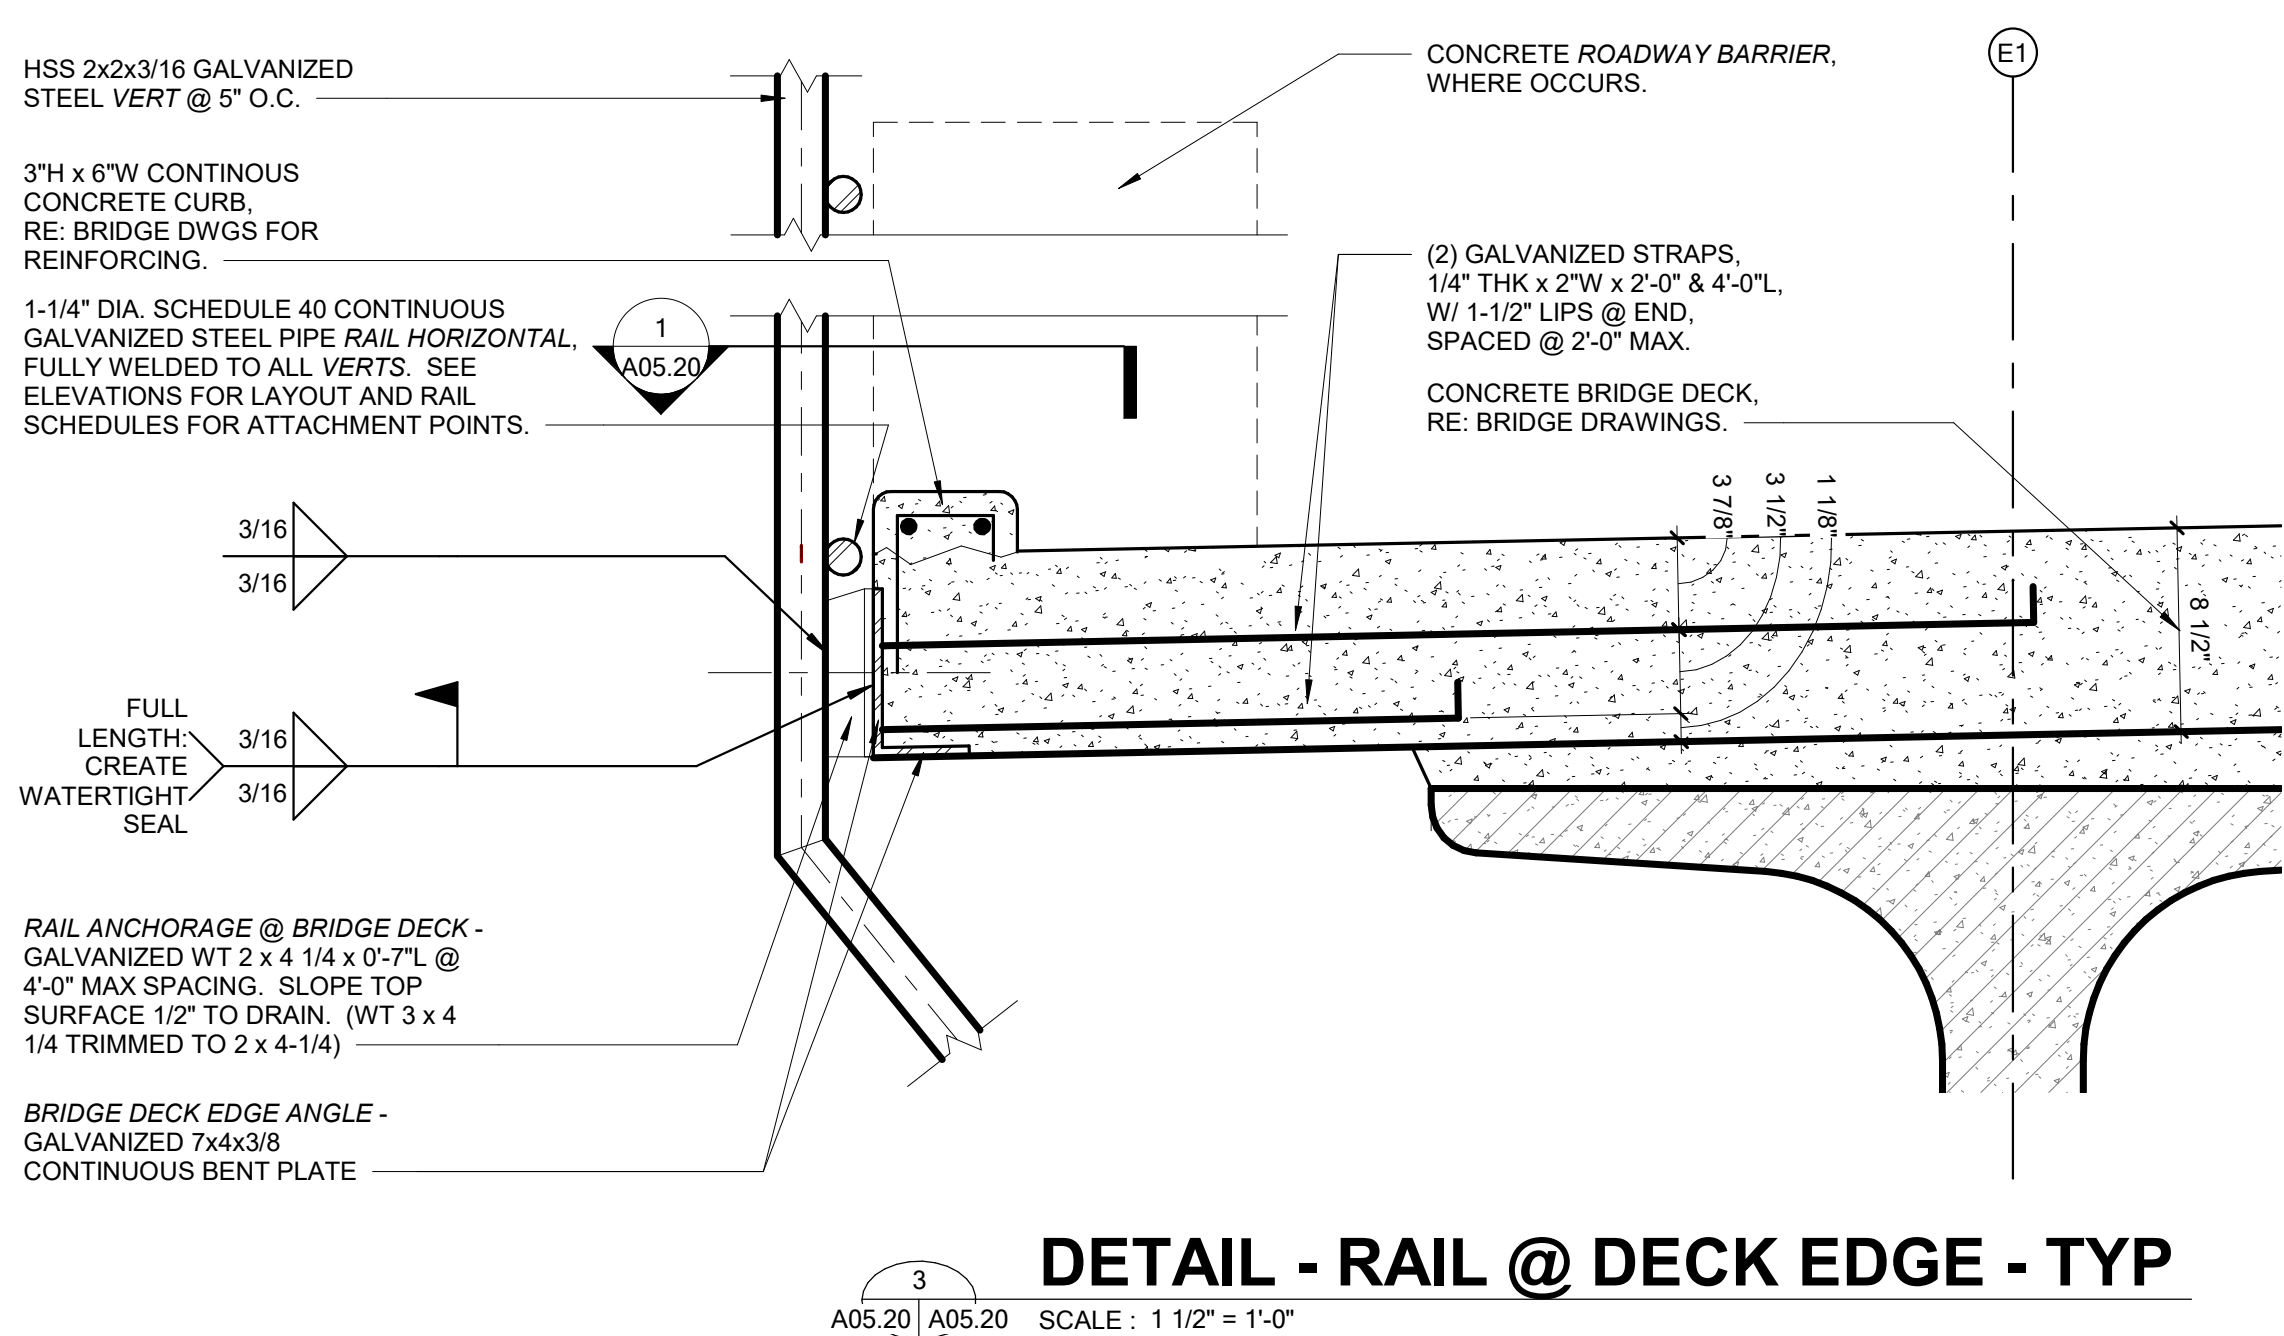 HSS 2x2x3/16 GALVANIZED
STEEL VERT @ 5" O.C.
3"H x 6"W CONTINOUS
CONCRETE CURB,
RE: BRIDGE DWGS FOR
REINFORCING.
1-1/4" DIA. SCHEDULE 40 CONTINUOUS
GALVANIZED STEEL PIPE RAIL HORIZONTAL,
FULLY WELDED TO ALL VERTS. SEE
ELEVATIONS FOR LAYOUT AND RAIL
SCHEDULES FOR ATTACHMENT POINTS.
1
A05.20
3/16
3/16
FULL
LENGTH:
CREATE
WATERTIGHT
SEAL
3/16
3/16
RAIL ANCHORAGE @ BRIDGE DECK -
GALVANIZED WT 2 x 4 1/4 x 0'-7"L @
4'-0" MAX SPACING. SLOPE TOP
SURFACE 1/2" TO DRAIN. (WT 3 x 4
1/4 TRIMMED TO 2 x 4-1/4)
BRIDGE DECK EDGE ANGLE -
GALVANIZED 7x4x3/8
CONTINUOUS BENT PLATE
CONCRETE ROADWAY BARRIER,
WHERE OCCURS.
E1
(2) GALVANIZED STRAPS,
1/4" THK x 2"W x 2'-0" & 4'-0"L,
W/ 1-1/2" LIPS @ END,
SPACED @ 2'-0" MAX.
CONCRETE BRIDGE DECK,
RE: BRIDGE DRAWINGS.
3 7/8"
3 1/2"
1 1/8"
8 1/2"
3
A05.20
A05.20
DETAIL - RAIL @ DECK EDGE - TYP
SCALE : 1 1/2" = 1'-0"